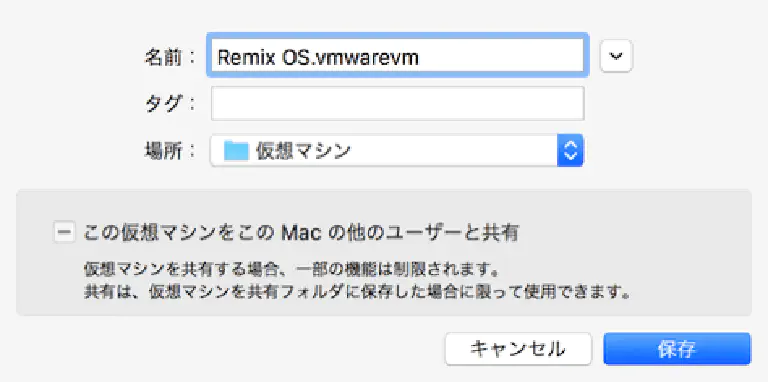 名前： Remix OS.vmwarevm
タグ：
場所： 仮想マシン
この仮想マシンをこの Mac の他のユーザーと共有
仮想マシンを共有する場合、一部の機能は制限されます。
共有は、仮想マシンを共有フォルダに保存した場合に限って使用できます。
キャンセル 保存